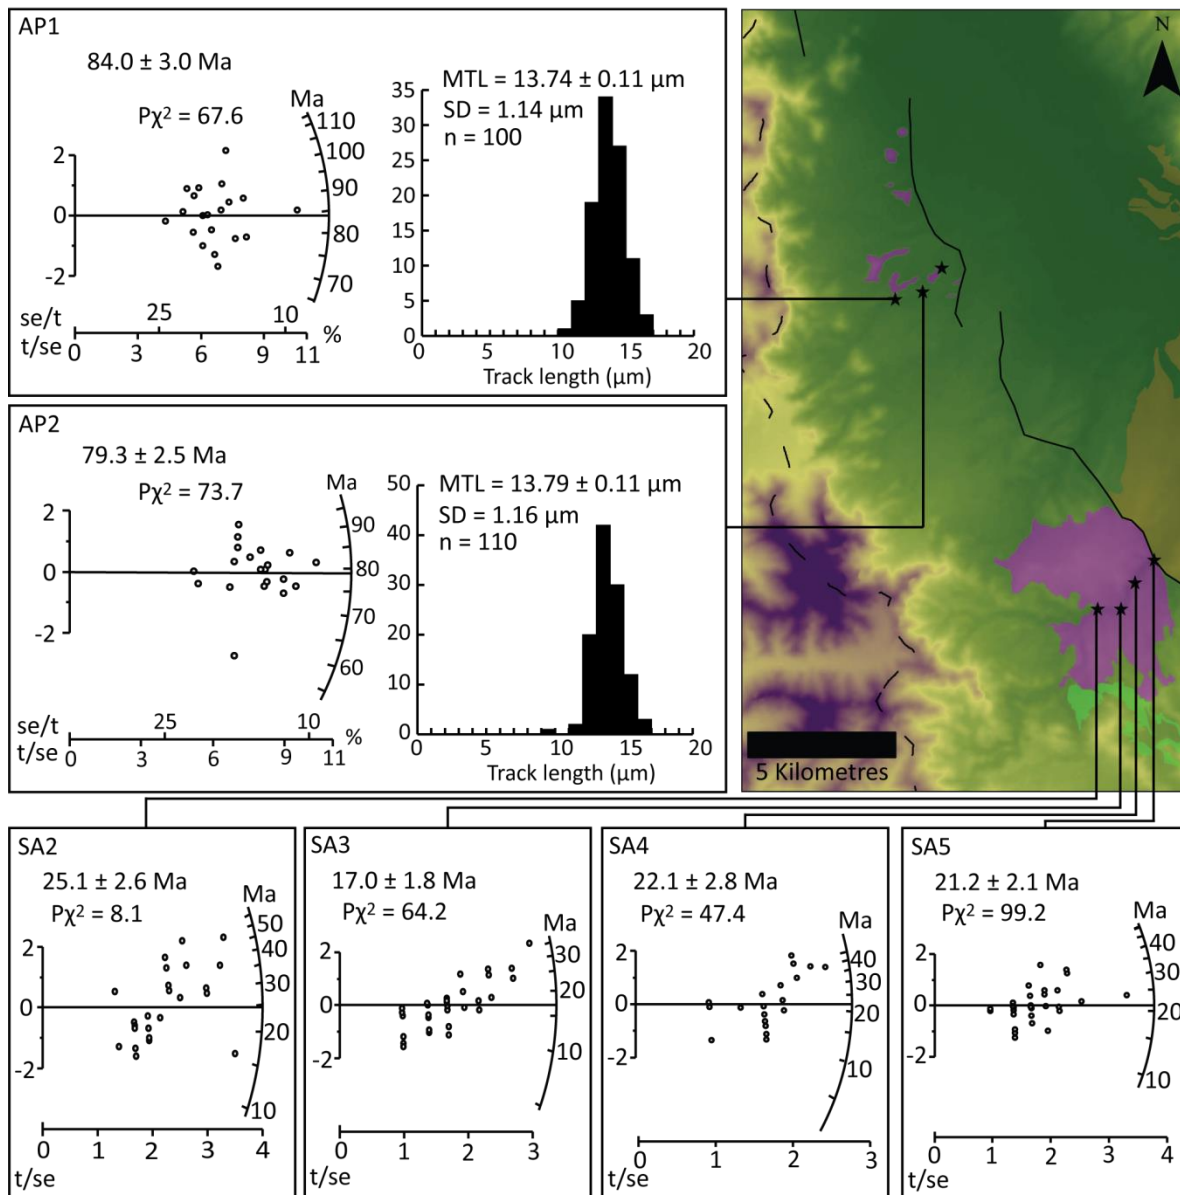 AP1
84.0 ± 3.0 Ma
Pχ² = 67.6
Ma
110
100
90
80
70
2
0
-2
se/t
25
10
%
t/se
0 3 6 9 11
MTL = 13.74 ± 0.11 µm
SD = 1.14 µm
n = 100
35
30
25
20
15
10
5
0
0 5 10 15 20
Track length (µm)
N
5 Kilometres
AP2
79.3 ± 2.5 Ma
Pχ² = 73.7
Ma
90
80
70
60
2
0
-2
se/t
25
10
%
t/se
0 3 6 9 11
MTL = 13.79 ± 0.11 µm
SD = 1.16 µm
n = 110
50
40
30
20
10
0
0 5 10 15 20
Track length (µm)
SA2
25.1 ± 2.6 Ma
Pχ² = 8.1
Ma
50
40
30
20
10
2
0
-2
0 1 2 3 4
t/se
SA3
17.0 ± 1.8 Ma
Pχ² = 64.2
Ma
30
20
10
2
0
-2
0 1 2 3
t/se
SA4
22.1 ± 2.8 Ma
Pχ² = 47.4
Ma
40
30
20
10
2
0
-2
0 1 2 3
t/se
SA5
21.2 ± 2.1 Ma
Pχ² = 99.2
Ma
40
30
20
10
2
0
-2
0 1 2 3 4
t/se